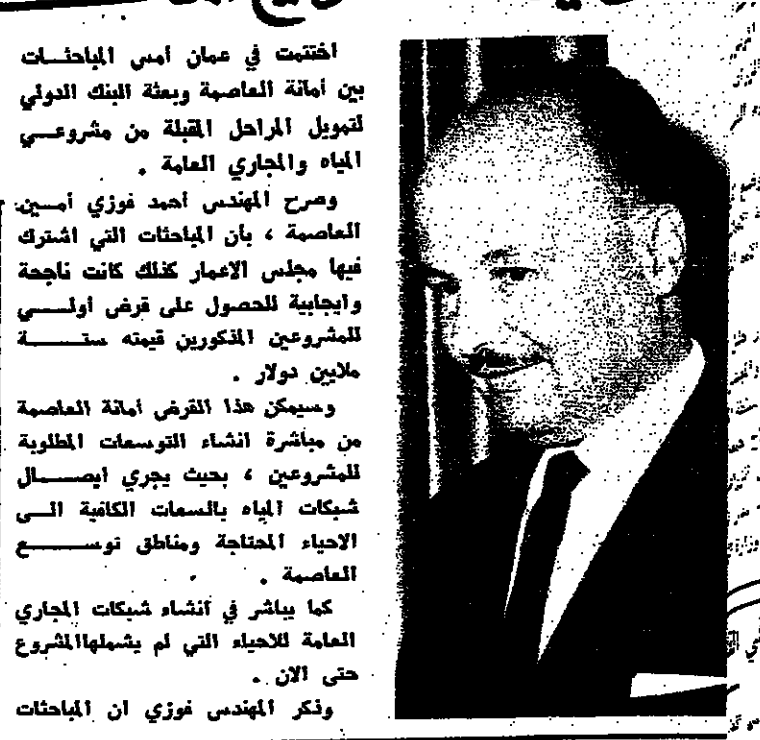 اختتمت في عمان أمس المباحثات
بين أمانة العاصمة وبعثة البنك الدولي
لتمويل المراحل المقبلة من مشروعي
المياه والمجاري العامة .
وصرح المهندس أحمد فوزي أمين
العاصمة ، بأن المباحثات التي اشترك
فيها مجلس الاعمار كذلك كانت ناجحة
وايجابية للحصول على قرض أولي
للمشروعين المذكورين قيمته ستة
ملايين دولار .
وسيمكن هذا القرض أمانة العاصمة
من مباشرة انشاء التوسعات المطلوبة
للمشروعين ، بحيث يجري ايصال
شبكات المياه بالسعات الكافية الى
الاحياء المحتاجة ومناطق توسع
العاصمة .
كما يباشر في انشاء شبكات المجاري
العامة للاحياء التي لم يشملهاالمشروع
حتى الان .
وذكر المهندس فوزي ان المباحثات